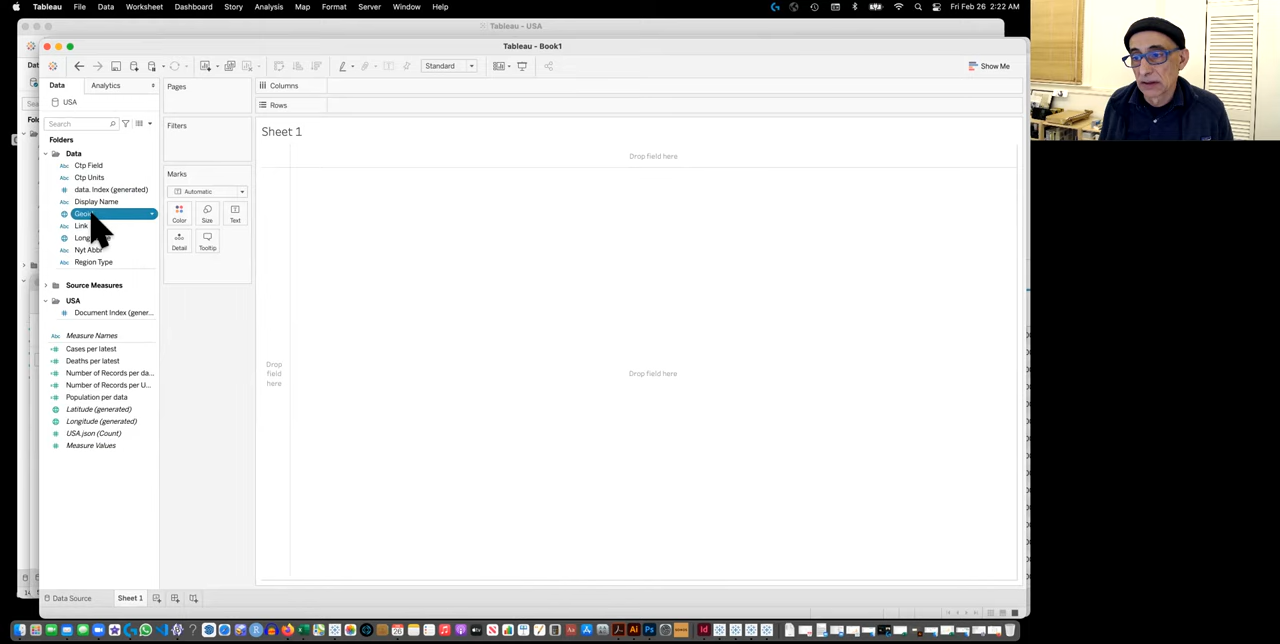 Tableau File Data Worksheet Dashboard Story Analysis Map Format Server Window Help Fri Feb 26 2:22 AM
Tableau - USA
Tableau - Book1
Standard Show Me
Data Analytics Pages Columns
USA Rows
Search Filters
Sheet 1
Folders
Data Drop field here
Ctp Field
Ctp Units Marks
data. Index (generated) Automatic
Display Name
Color Size Text
Link
Nyt Abbr Detail Tooltip
Region Type
Source Measures
USA
Document Index (gener...
Measure Names
Cases per latest
Deaths per latest Drop field here
Number of Records per da... Drop field here
Number of Records per U...
Population per data
Latitude (generated)
Longitude (generated)
USA.json (Count)
Measure Values
Data Source Sheet 1